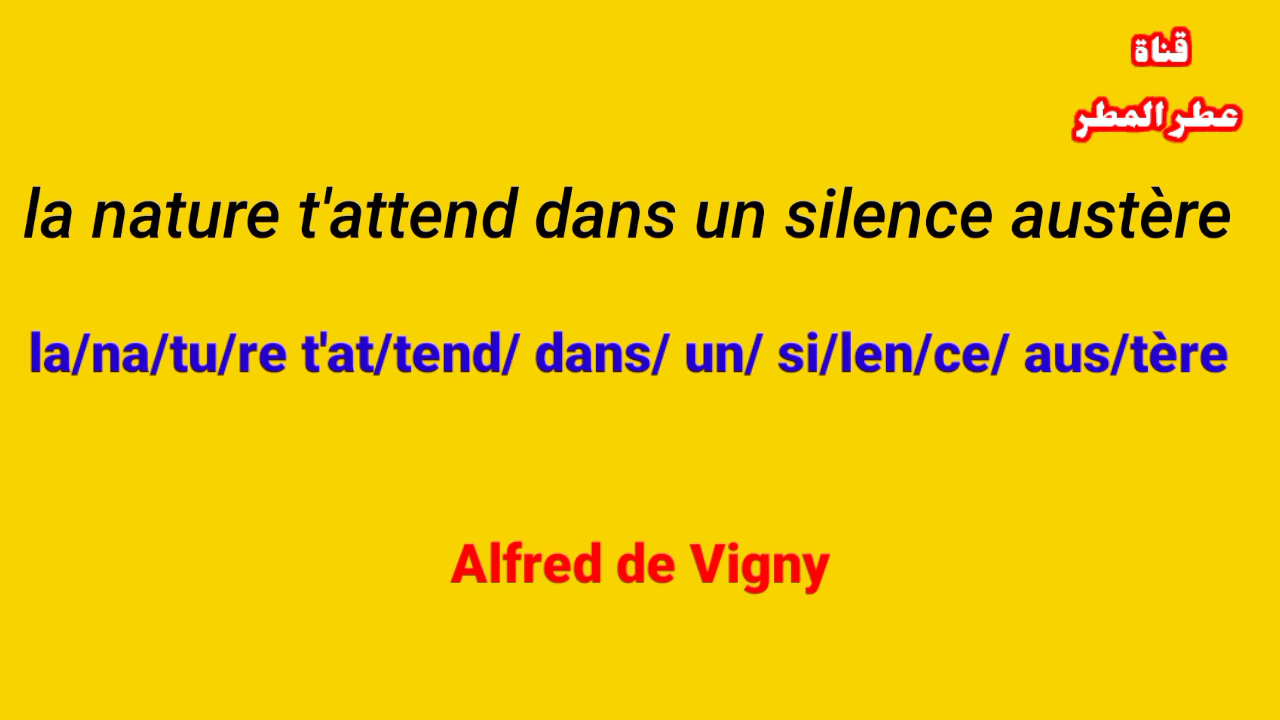 قناة
عطر المطر
la nature t'attend dans un silence austère
la/na/tu/re t'at/tend/ dans/ un/ si/len/ce/ aus/tère
Alfred de Vigny